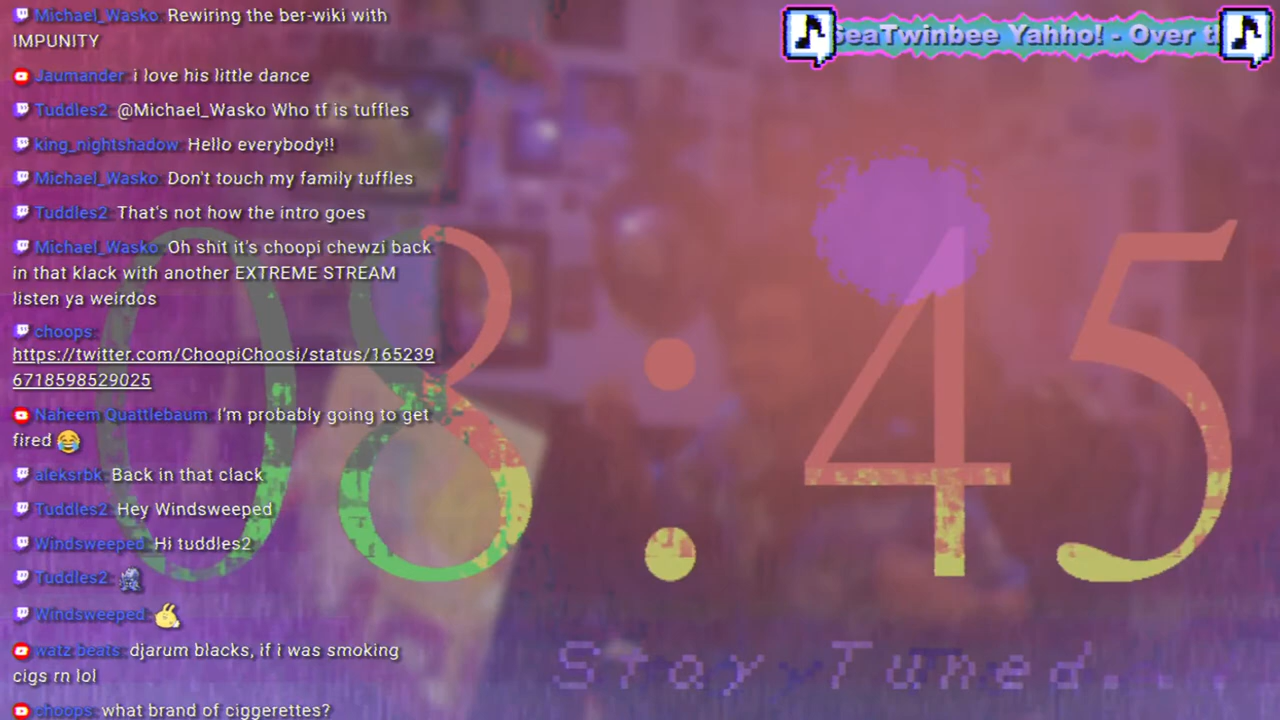 Michael_Wasko: Rewiring the ber-wiki with
IMPUNITY
Jaumander: i love his little dance
Tuddles2: @Michael_Wasko Who tf is tuffles
king_nightshadow: Hello everybody!!
Michael_Wasko: Don't touch my family tuffles
Tuddles2: That's not how the intro goes
Michael_Wasko: Oh shit it's choopi chewzi back
in that klack with another EXTREME STREAM
listen ya weirdos
choops:
https://twitter.com/ChoopiChoosi/status/165239
6718598529025
Naheem Quattlebaum: I'm probably going to get
fired 😂
aleksrbk: Back in that clack
Tuddles2: Hey Windsweeped
Windsweeped: Hi tuddles2
Tuddles2:
Windsweeped:
watz beats: djarum blacks, if i was smoking
cigs rn lol
choops: what brand of ciggerettes?
SeaTwinbee Yahho! - Over t
08:45
Stay Tuned...